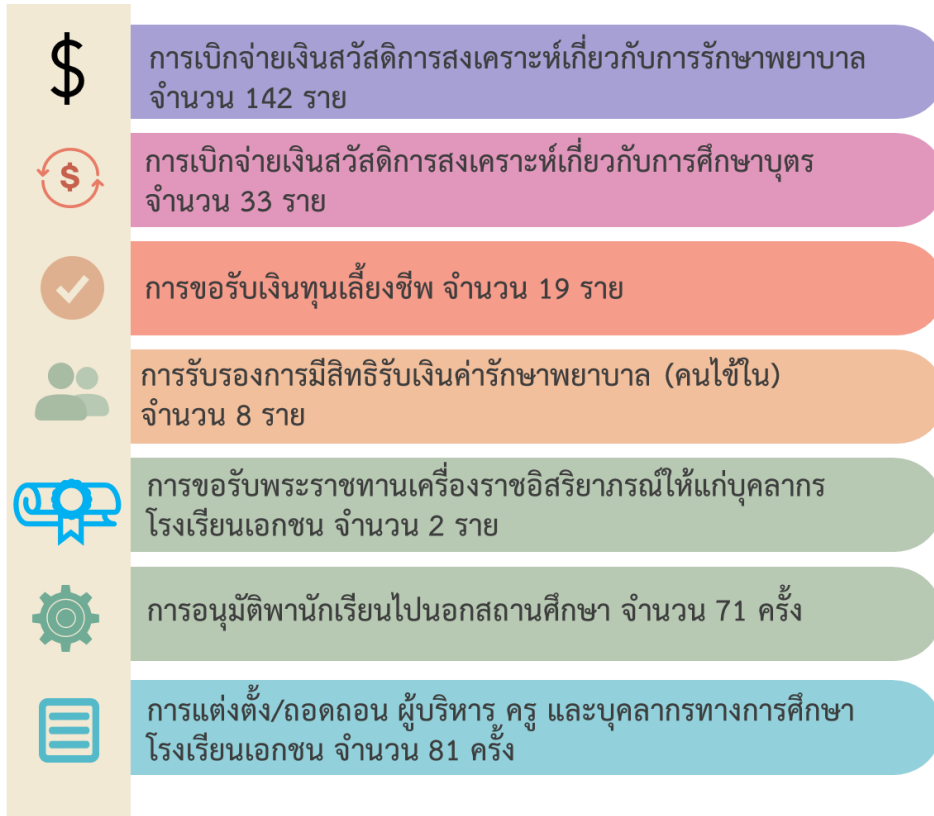 $
การเบิกจ่ายเงินสวัสดิการสงเคราะห์เกี่ยวกับการรักษาพยาบาล
จำนวน 142 ราย
$
การเบิกจ่ายเงินสวัสดิการสงเคราะห์เกี่ยวกับการศึกษาบุตร
จำนวน 33 ราย
การขอรับเงินทุนเลี้ยงชีพ จำนวน 19 ราย
การรับรองการมีสิทธิรับเงินค่ารักษาพยาบาล (คนไข้ใน)
จำนวน 8 ราย
การขอรับพระราชทานเครื่องราชอิสริยาภรณ์ให้แก่บุคลากร
โรงเรียนเอกชน จำนวน 2 ราย
การอนุมัติพานักเรียนไปนอกสถานศึกษา จำนวน 71 ครั้ง
การแต่งตั้ง/ถอดถอน ผู้บริหาร ครู และบุคลากรทางการศึกษา
โรงเรียนเอกชน จำนวน 81 ครั้ง